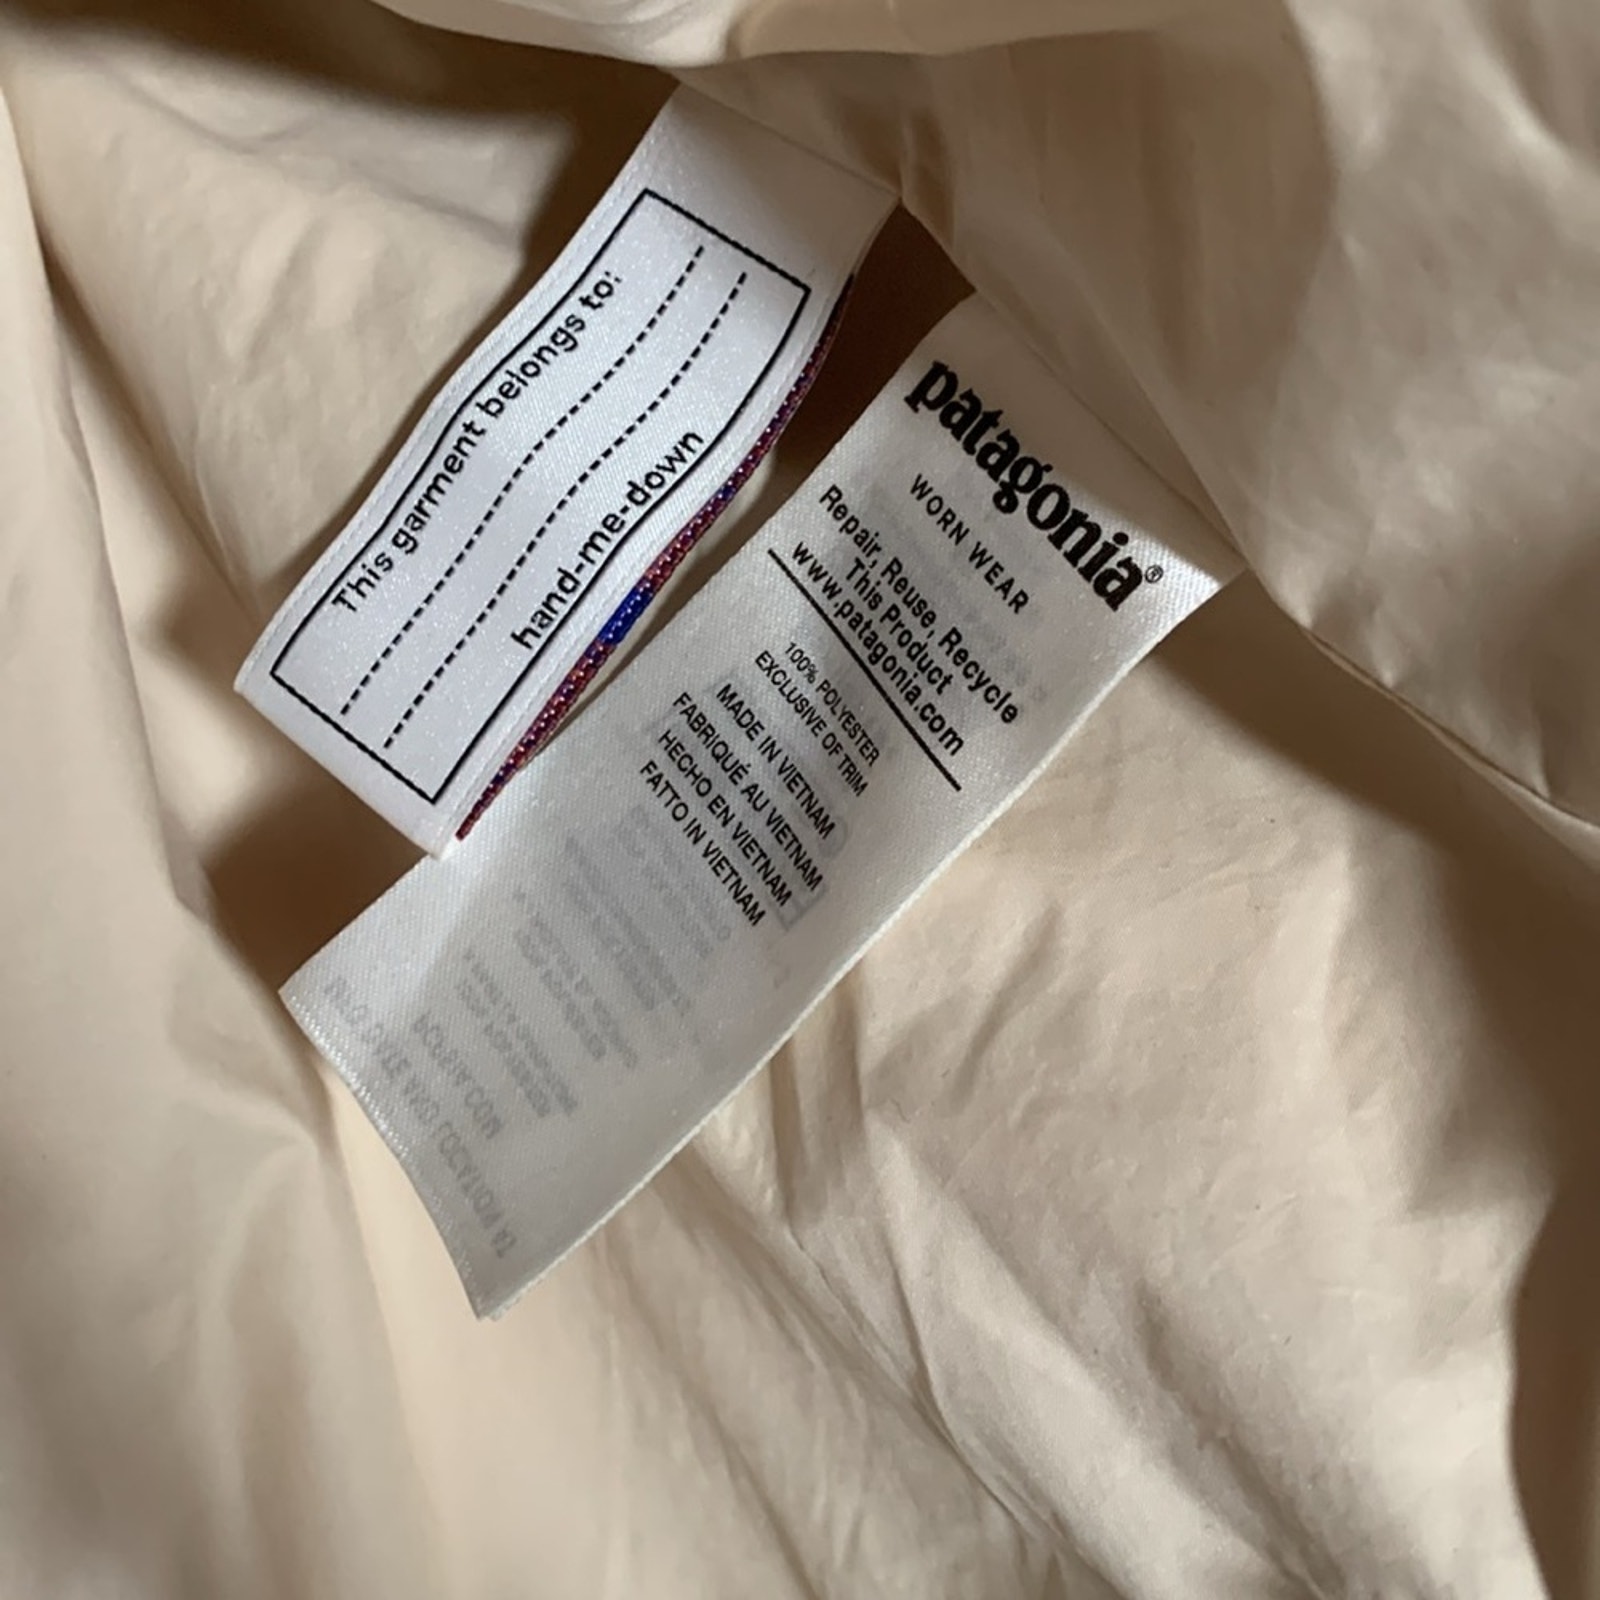 This garment belongs to:
hand-me-down
patagonia®
WORN WEAR
Repair, Reuse, Recycle
This Product
www.patagonia.com
100% POLYESTER
EXCLUSIVE OF TRIM
MADE IN VIETNAM
FABRIQUÉ AU VIETNAM
HECHO EN VIETNAM
FATTO IN VIETNAM